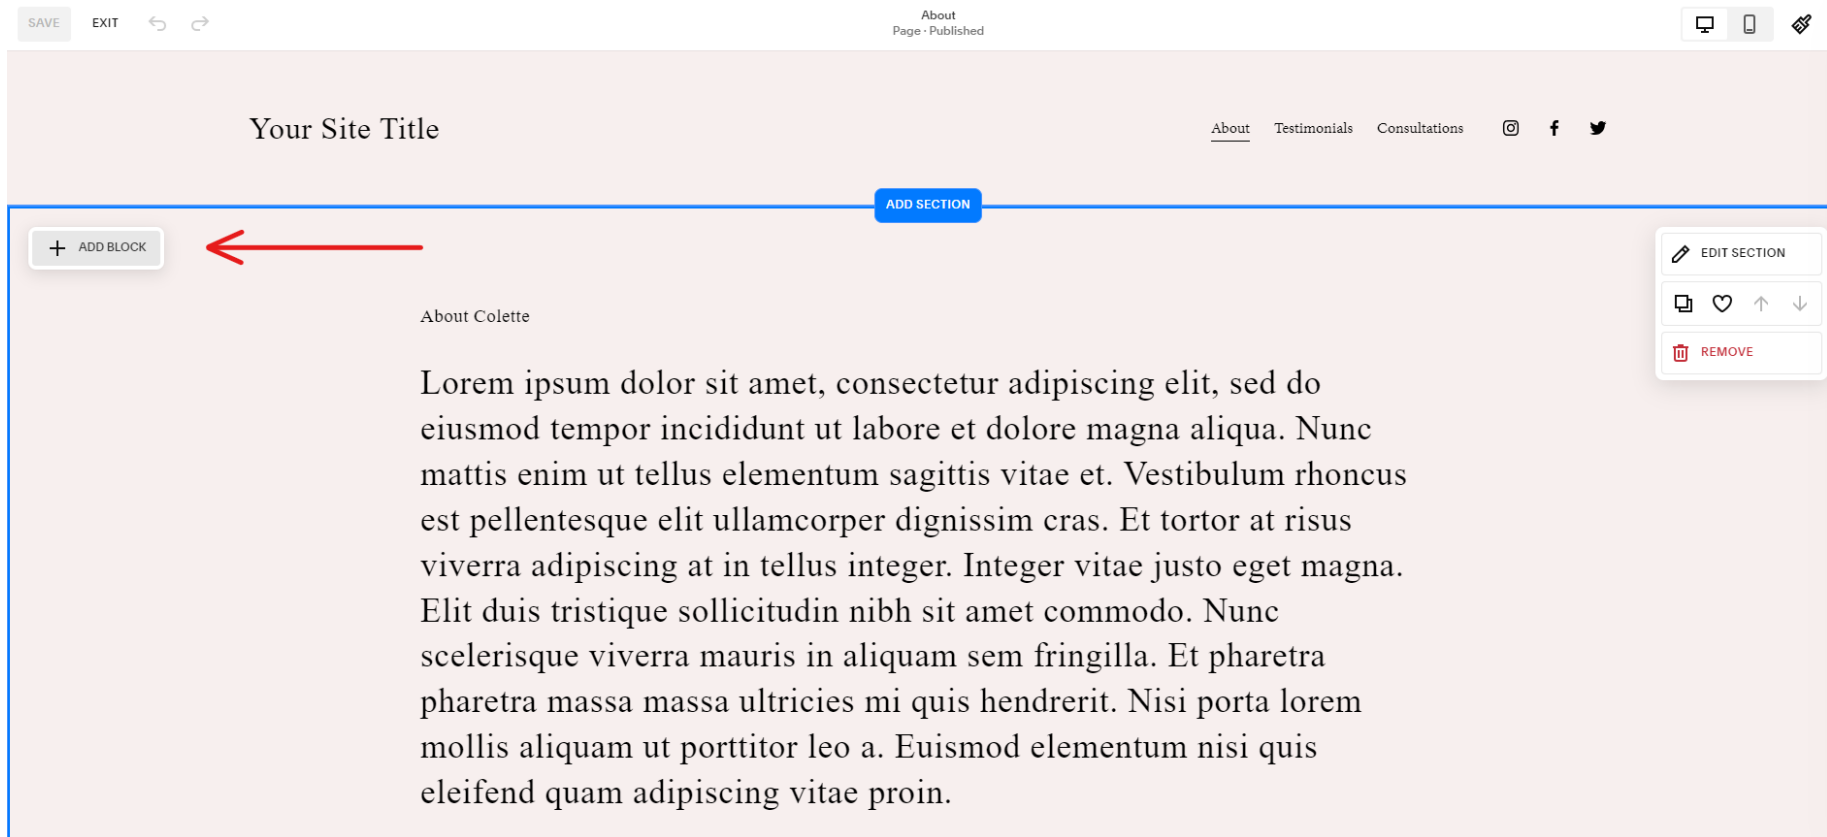 SAVE
EXIT
About
Page · Published
Your Site Title
About
Testimonials
Consultations
ADD SECTION
ADD BLOCK
EDIT SECTION
REMOVE
About Colette
Lorem ipsum dolor sit amet, consectetur adipiscing elit, sed do
eiusmod tempor incididunt ut labore et dolore magna aliqua. Nunc
mattis enim ut tellus elementum sagittis vitae et. Vestibulum rhoncus
est pellentesque elit ullamcorper dignissim cras. Et tortor at risus
viverra adipiscing at in tellus integer. Integer vitae justo eget magna.
Elit duis tristique sollicitudin nibh sit amet commodo. Nunc
scelerisque viverra mauris in aliquam sem fringilla. Et pharetra
pharetra massa massa ultricies mi quis hendrerit. Nisi porta lorem
mollis aliquam ut porttitor leo a. Euismod elementum nisi quis
eleifend quam adipiscing vitae proin.